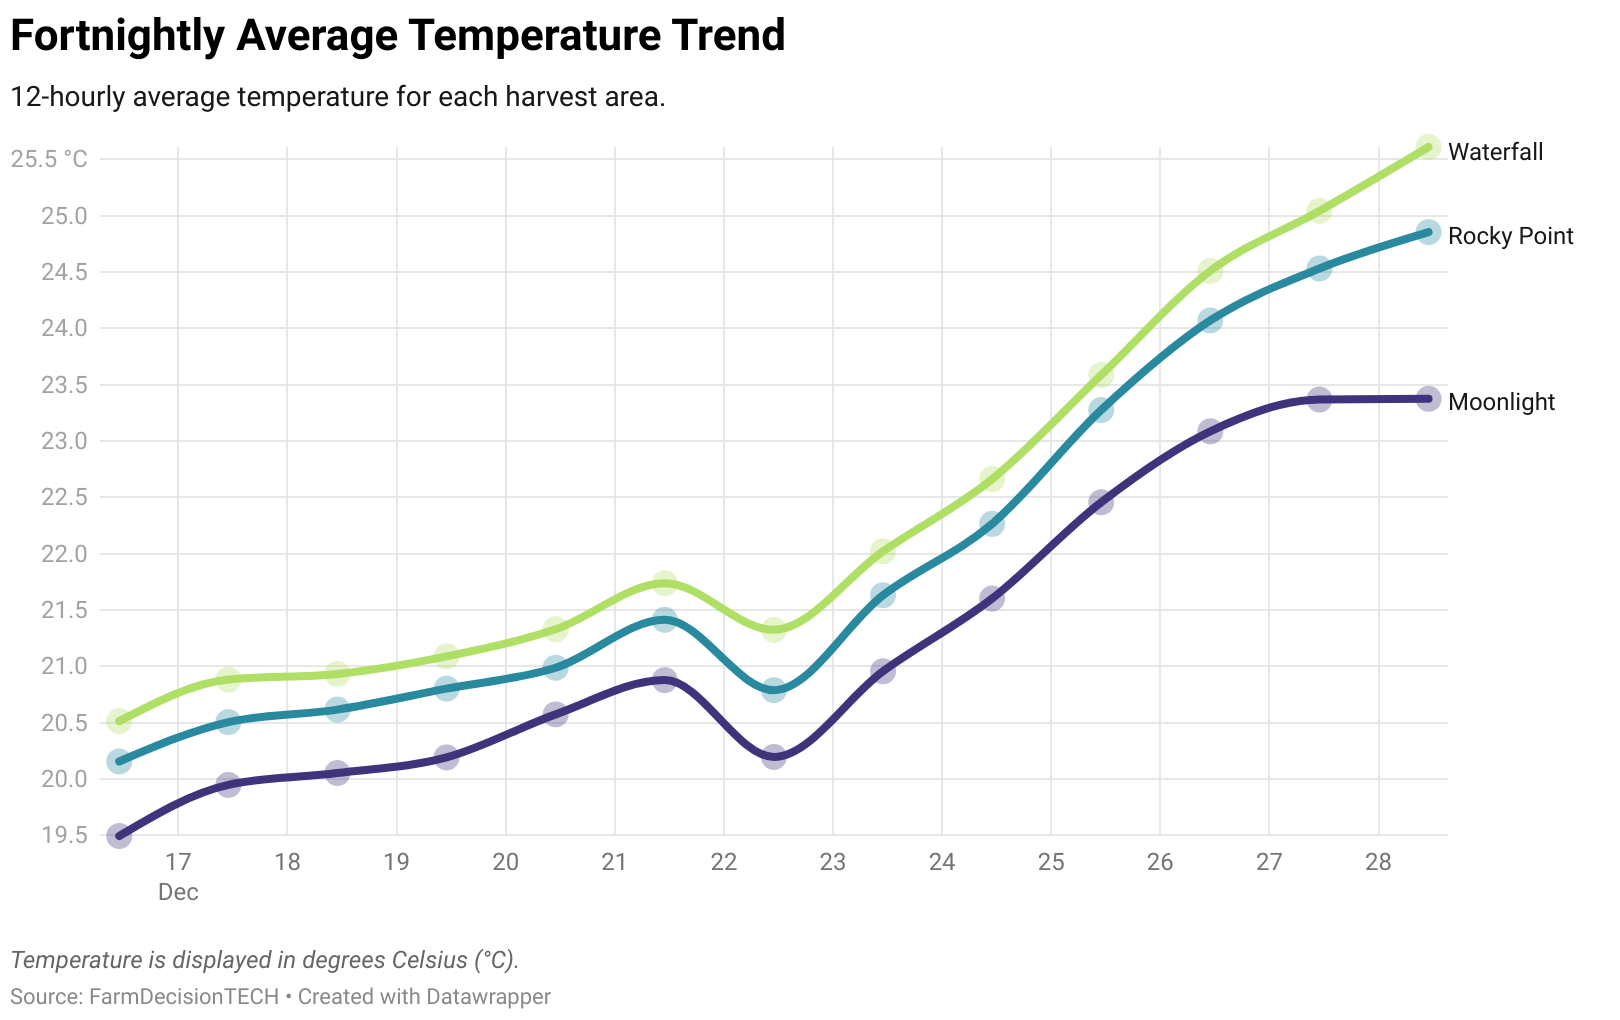 Fortnightly Average Temperature Trend
12-hourly average temperature for each harvest area.
25.5 °C
25.0
24.5
24.0
23.5
23.0
22.5
22.0
21.5
21.0
20.5
20.0
19.5
Waterfall
Rocky Point
Moonlight
17 18 19 20 21 22 23 24 25 26 27 28
Dec
Temperature is displayed in degrees Celsius (°C).
Source: FarmDecisionTECH • Created with Datawrapper